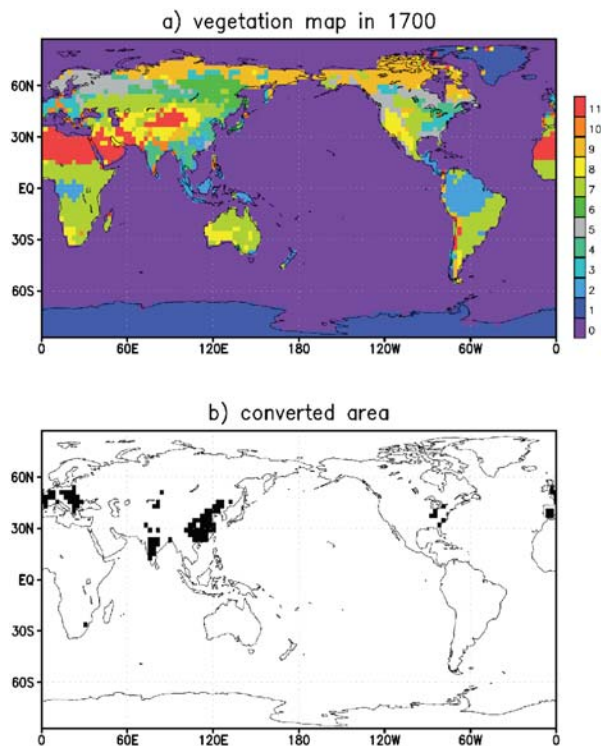 a) vegetation map in 1700
60N
30N
EQ
30S
60S
0 60E 120E 180 120W 60W 0
11
10
9
8
7
6
5
4
3
2
1
0
b) converted area
60N
30N
EQ
30S
60S
0 60E 120E 180 120W 60W 0